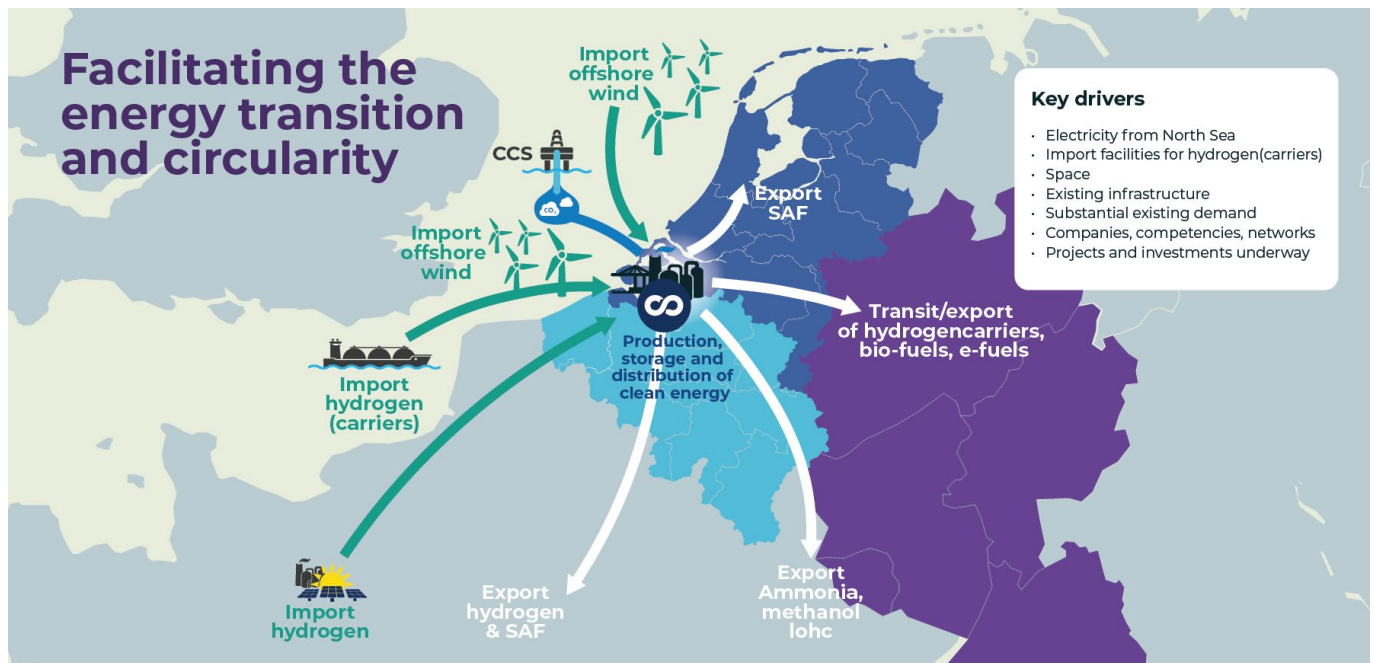 Facilitating the
energy transition
and circularity
Import
offshore
wind
CCS
CO₂
Import
offshore
wind
Export
SAF
Key drivers
· Electricity from North Sea
· Import facilities for hydrogen(carriers)
· Space
· Existing infrastructure
· Substantial existing demand
· Companies, competencies, networks
· Projects and investments underway
Transit/export
of hydrogencarriers,
bio-fuels, e-fuels
Production,
storage and
distribution of
clean energy
Import
hydrogen
(carriers)
Import
hydrogen
Export
hydrogen
& SAF
Export
Ammonia,
methanol
lohc